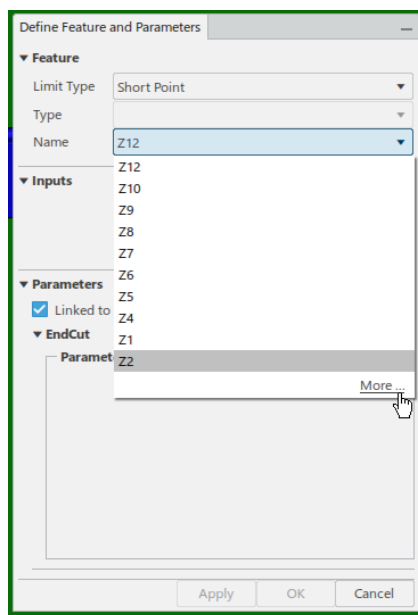 Define Feature and Parameters
Feature
Limit Type Short Point
Type
Name Z12
Z12
Z10
Inputs
Z9
Z8
Z7
Z6
Parameters
Z5
Linked to
Z4
EndCut
Z1
Paramet
Z2
More ...
Apply OK Cancel